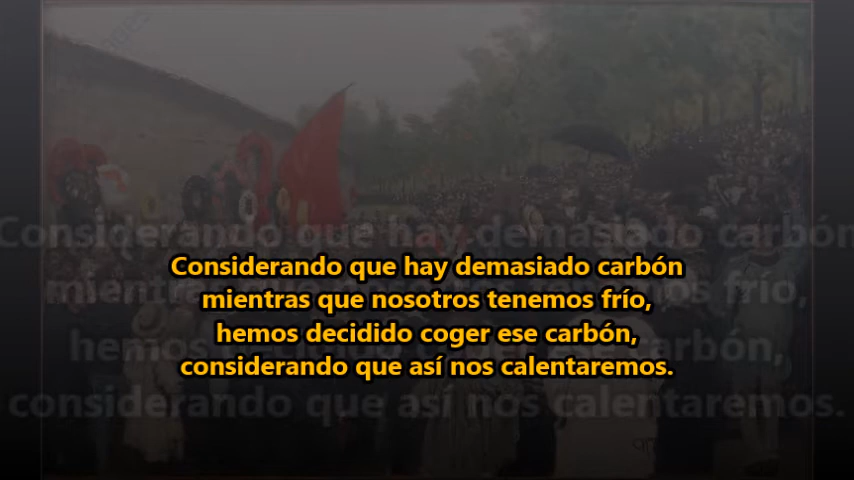 Considerando que hay demasiado carbón
mientras que nosotros tenemos frío,
hemos decidido coger ese carbón,
considerando que así nos calentaremos.